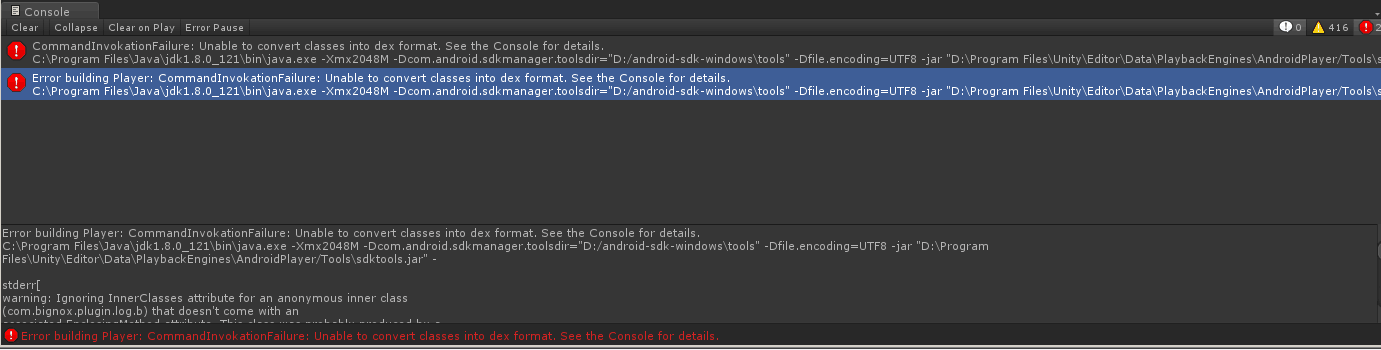 Console
Clear Collapse Clear on Play Error Pause 0 416 2
CommandInvokationFailure: Unable to convert classes into dex format. See the Console for details.
C:\Program Files\Java\jdk1.8.0_121\bin\java.exe -Xmx2048M -Dcom.android.sdkmanager.toolsdir="D:/android-sdk-windows\tools" -Dfile.encoding=UTF8 -jar "D:\Program Files\Unity\Editor\Data\PlaybackEngines\AndroidPlayer/Tools\s
Error building Player: CommandInvokationFailure: Unable to convert classes into dex format. See the Console for details.
C:\Program Files\Java\jdk1.8.0_121\bin\java.exe -Xmx2048M -Dcom.android.sdkmanager.toolsdir="D:/android-sdk-windows\tools" -Dfile.encoding=UTF8 -jar "D:\Program Files\Unity\Editor\Data\PlaybackEngines\AndroidPlayer/Tools\s
Error building Player: CommandInvokationFailure: Unable to convert classes into dex format. See the Console for details.
C:\Program Files\Java\jdk1.8.0_121\bin\java.exe -Xmx2048M -Dcom.android.sdkmanager.toolsdir="D:/android-sdk-windows\tools" -Dfile.encoding=UTF8 -jar "D:\Program
Files\Unity\Editor\Data\PlaybackEngines\AndroidPlayer/Tools\sdktools.jar" -
stderr[
warning: Ignoring InnerClasses attribute for an anonymous inner class
(com.bignox.plugin.log.b) that doesn't come with an
associated EnclosingMethod attribute. This class was probably produced by a
Error building Player: CommandInvokationFailure: Unable to convert classes into dex format. See the Console for details.